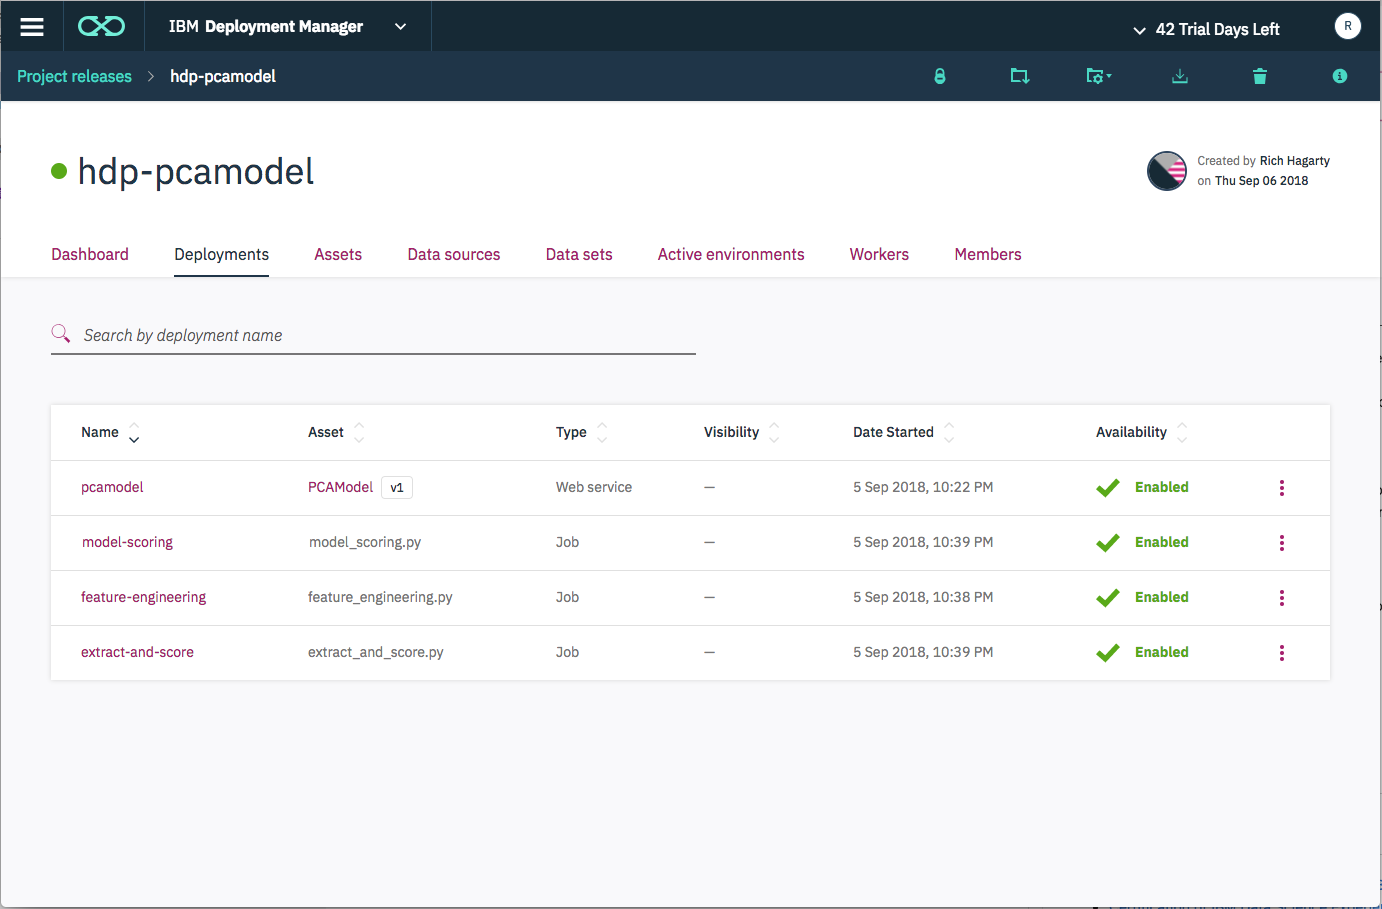 IBM Deployment Manager
42 Trial Days Left
R
Project releases > hdp-pcamodel
hdp-pcamodel
Created by Rich Hagarty
on Thu Sep 06 2018
Dashboard Deployments Assets Data sources Data sets Active environments Workers Members
Search by deployment name
Name Asset Type Visibility Date Started Availability
pcamodel PCAModel v1 Web service — 5 Sep 2018, 10:22 PM Enabled
model-scoring model_scoring.py Job — 5 Sep 2018, 10:39 PM Enabled
feature-engineering feature_engineering.py Job — 5 Sep 2018, 10:38 PM Enabled
extract-and-score extract_and_score.py Job — 5 Sep 2018, 10:39 PM Enabled